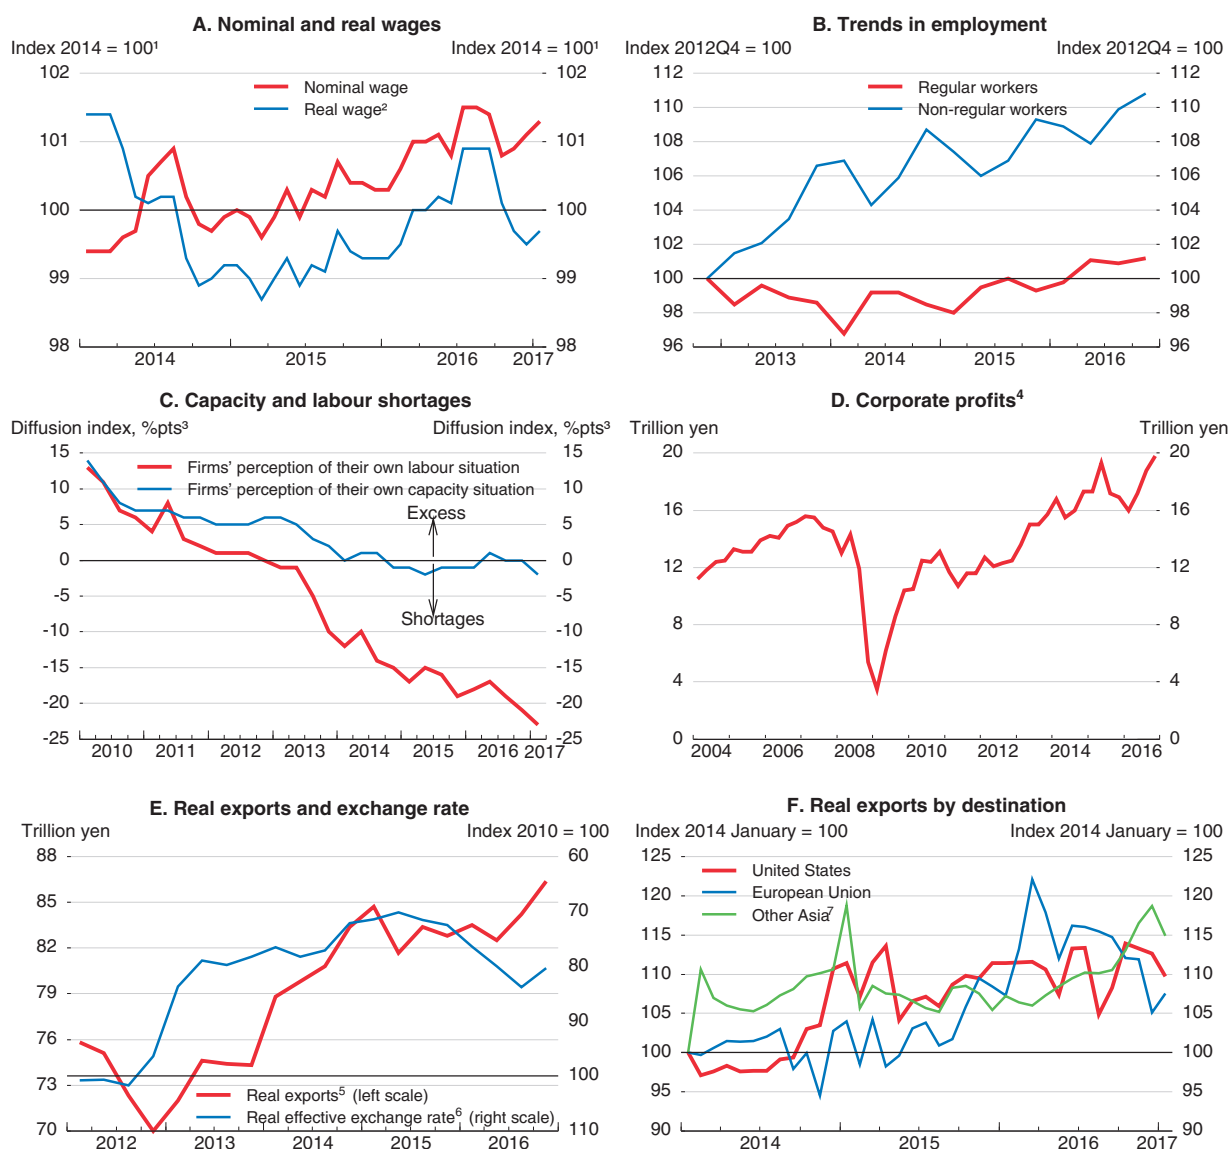 A. Nominal and real wages
Index 2014 = 100¹ Index 2014 = 100¹
102 102
Nominal wage
Real wage²
101 101
100 100
99 99
98 98
2014 2015 2016 2017
B. Trends in employment
Index 2012Q4 = 100 Index 2012Q4 = 100
112 112
Regular workers
110 110
Non-regular workers
108 108
106 106
104 104
102 102
100 100
98 98
96 96
2013 2014 2015 2016
C. Capacity and labour shortages
Diffusion index, %pts³ Diffusion index, %pts³
15 15
Firms' perception of their own labour situation
10 10
Firms' perception of their own capacity situation
Excess
5 5
0 0
-5 -5
Shortages
-10 -10
-15 -15
-20 -20
-25 -25
2010 2011 2012 2013 2014 2015 2016 2017
D. Corporate profits⁴
Trillion yen Trillion yen
20 20
16 16
12 12
8 8
4 4
0 0
2004 2006 2008 2010 2012 2014 2016
E. Real exports and exchange rate
Trillion yen Index 2010 = 100
88 60
85 70
82 80
79 90
76 100
73 110
70
Real exports⁵ (left scale)
Real effective exchange rate⁶ (right scale)
2012 2013 2014 2015 2016
F. Real exports by destination
Index 2014 January = 100 Index 2014 January = 100
125 125
United States
120 120
European Union
Other Asia⁷
115 115
110 110
105 105
100 100
95 95
90 90
2014 2015 2016 2017